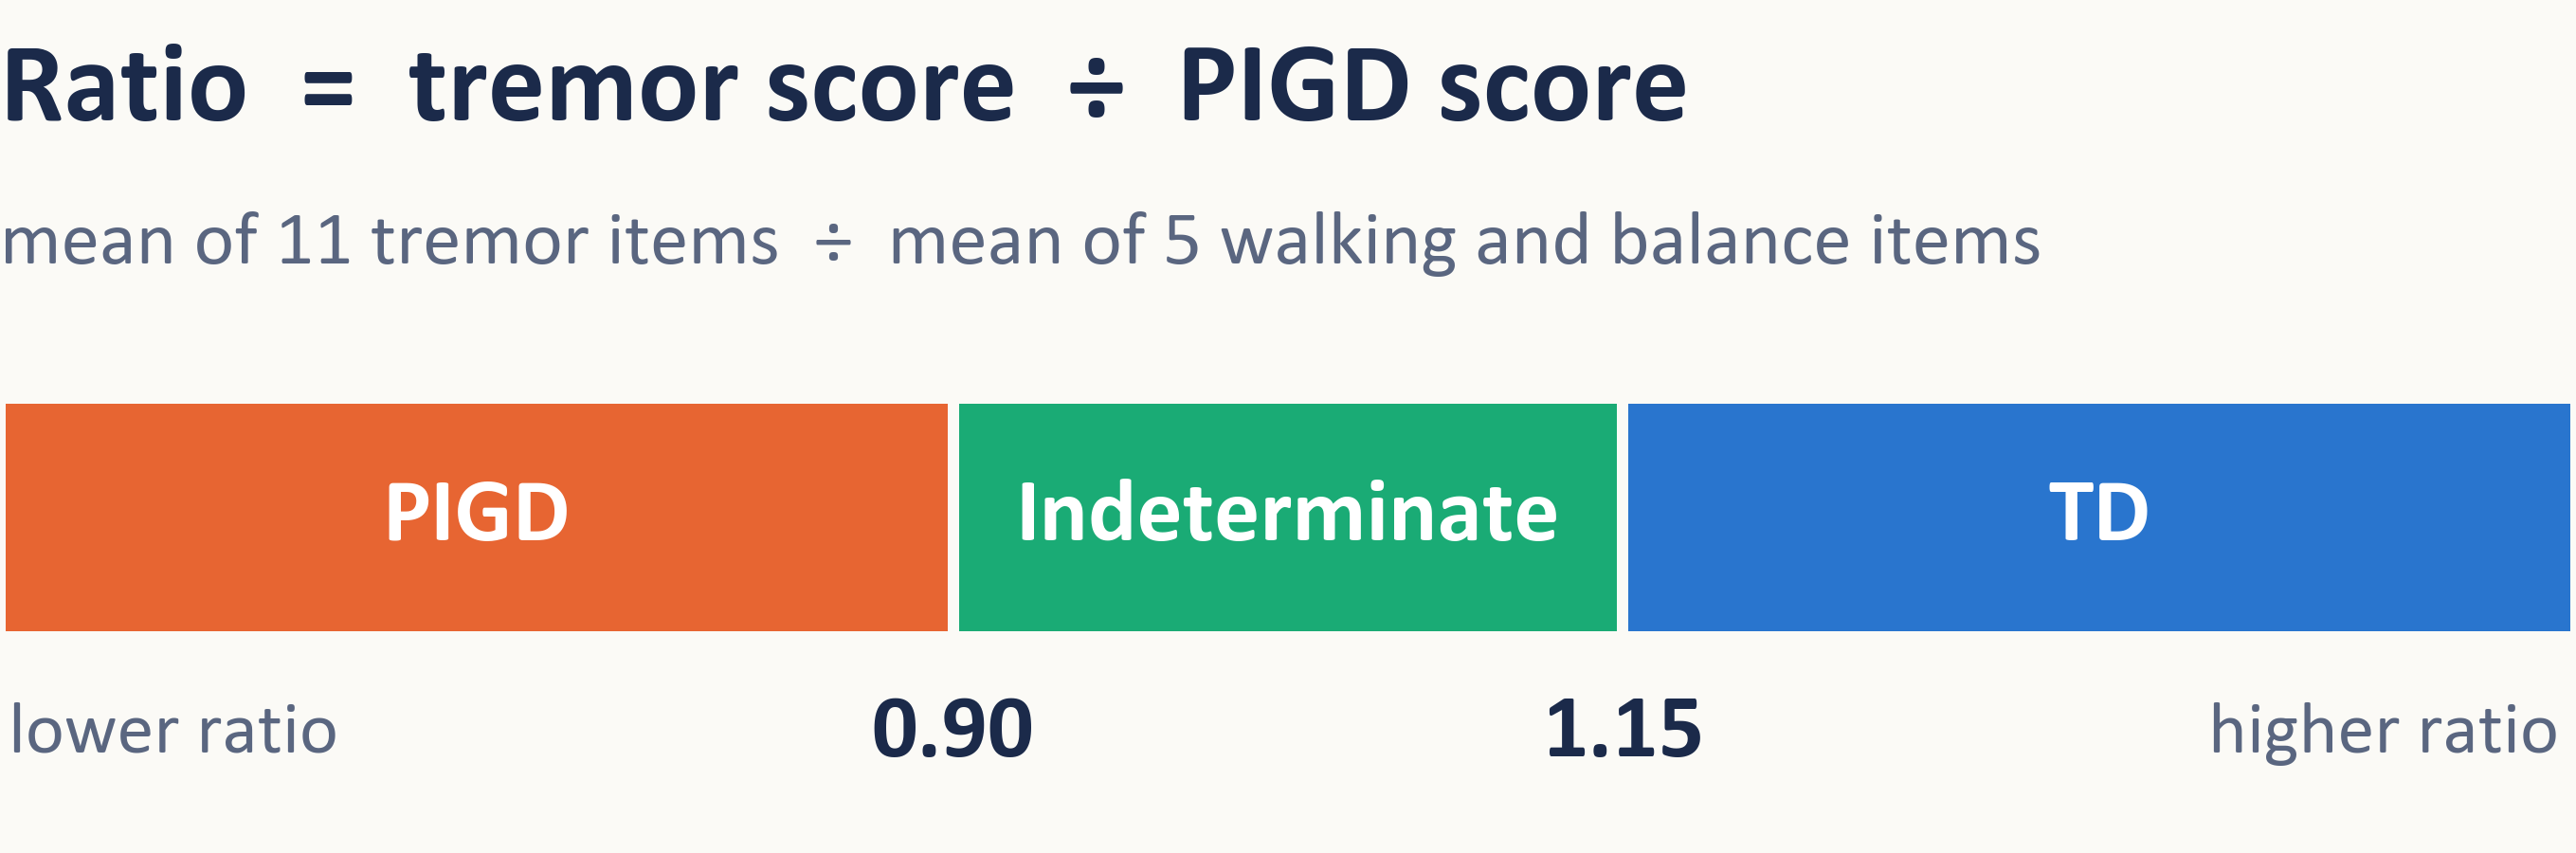 Ratio = tremor score ÷ PIGD score
mean of 11 tremor items ÷ mean of 5 walking and balance items
PIGD Indeterminate TD
lower ratio 0.90 1.15 higher ratio